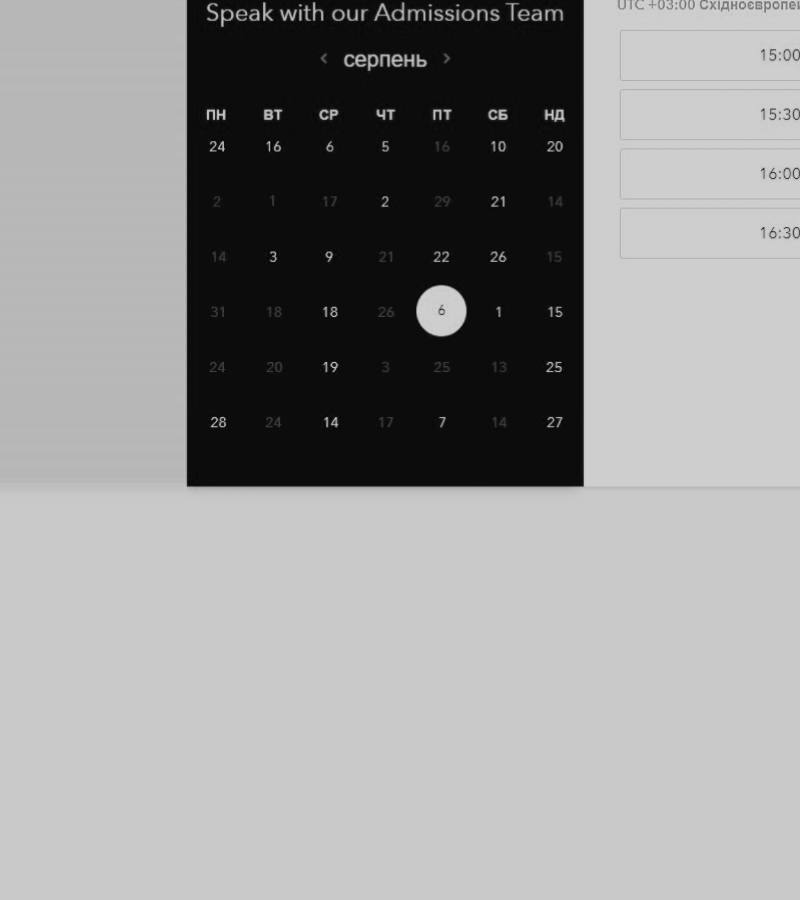 Speak with our Admissions Team
UTC +03:00 Східноєвропей
< серпень >
ПН ВТ СР ЧТ ПТ СБ НД
24 16 6 5 16 10 20
2 1 17 2 29 21 14
14 3 9 21 22 26 15
31 18 18 26 6 1 15
24 20 19 3 25 13 25
28 24 14 17 7 14 27
15:00
15:30
16:00
16:30